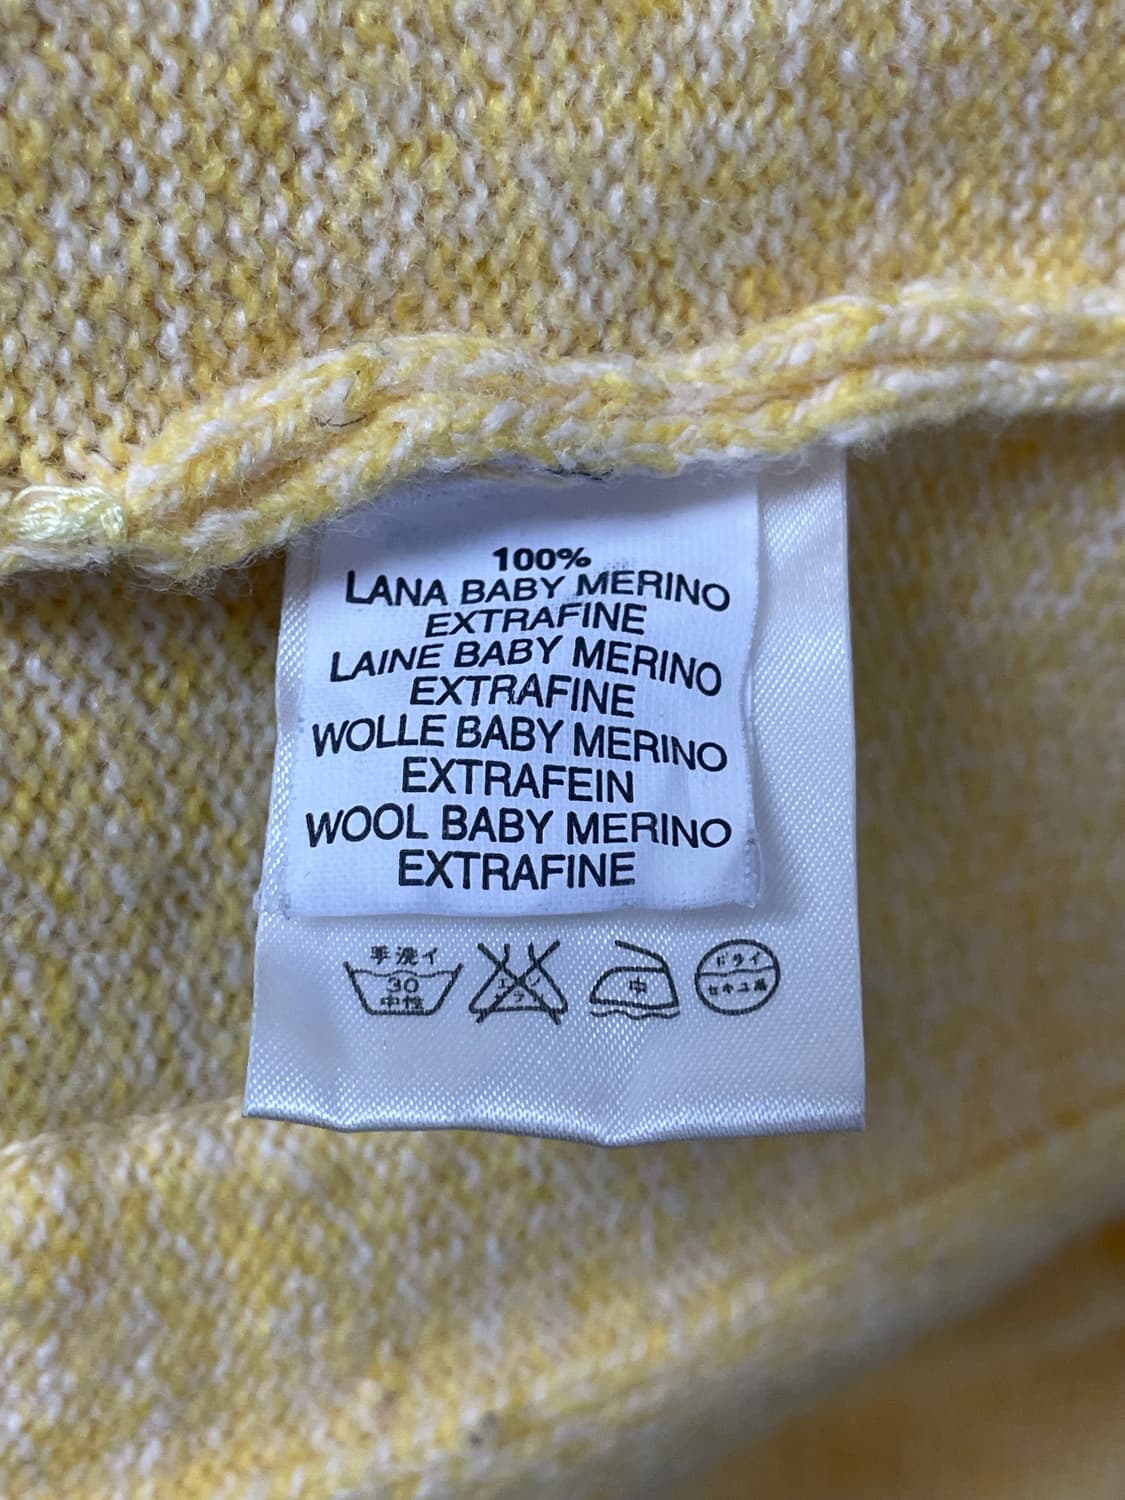 100%
LANA BABY MERINO
EXTRAFINE
LAINE BABY MERINO
EXTRAFINE
WOLLE BABY MERINO
EXTRAFEIN
WOOL BABY MERINO
EXTRAFINE
手洗イ
30
中性
中
ドライ
セキユ系